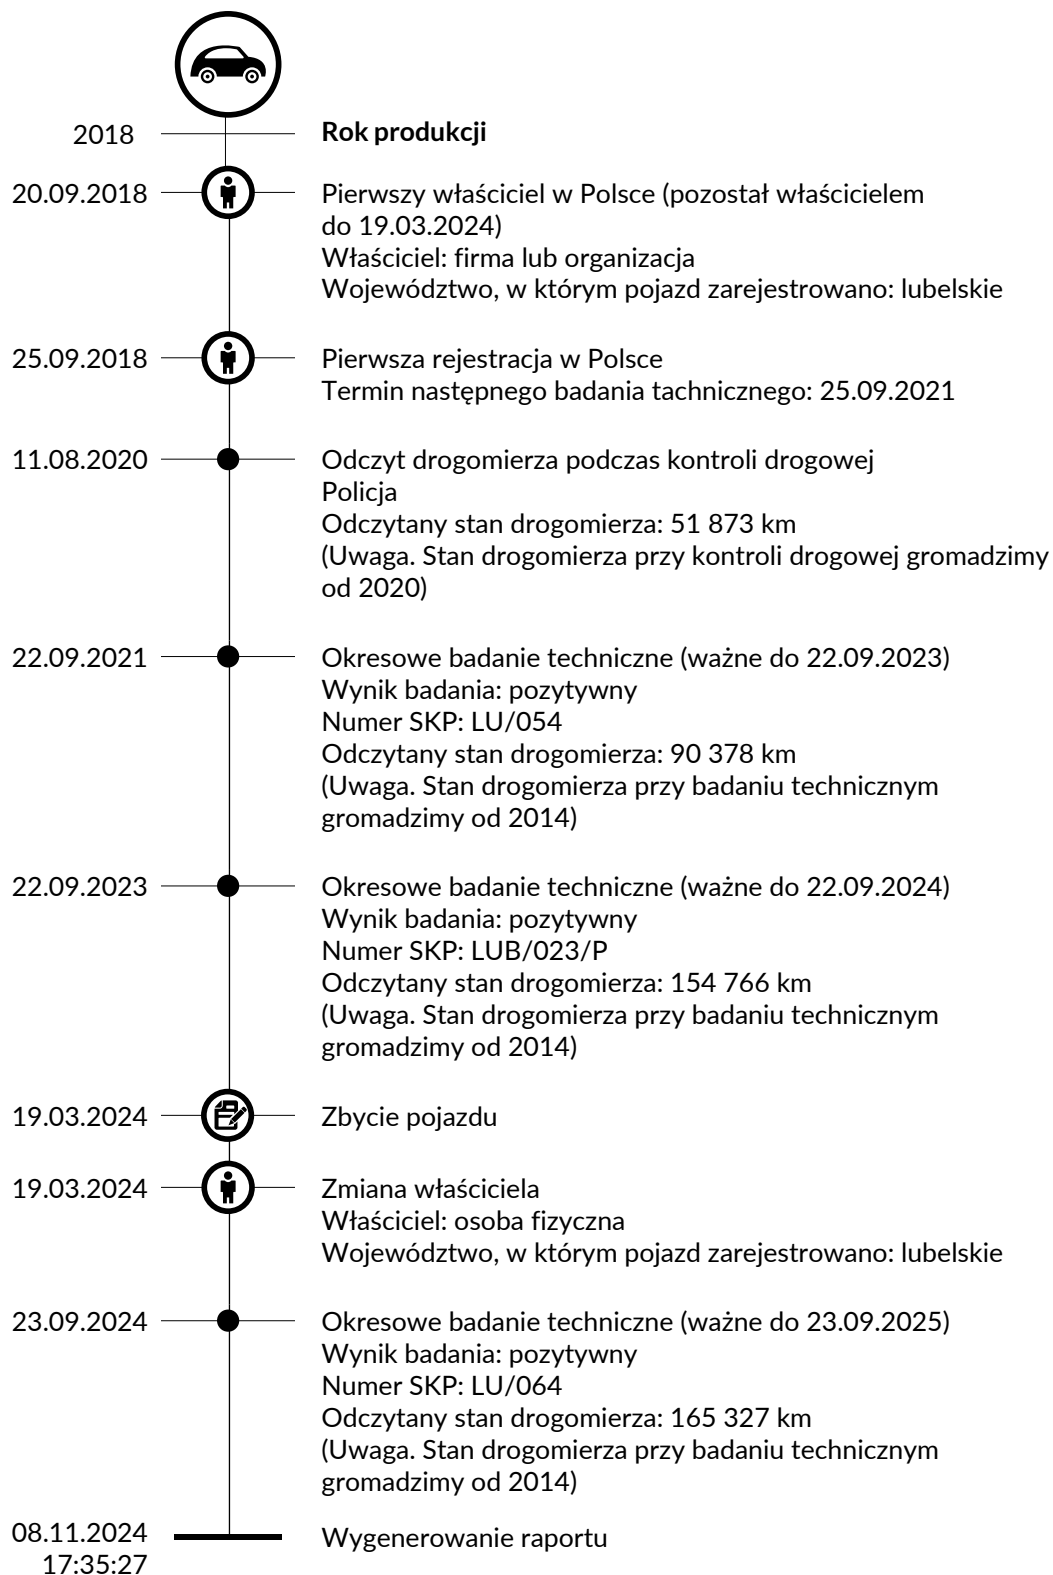 2018
Rok produkcji
20.09.2018
Pierwszy właściciel w Polsce (pozostał właścicielem
do 19.03.2024)
Właściciel: firma lub organizacja
Województwo, w którym pojazd zarejestrowano: lubelskie
25.09.2018
Pierwsza rejestracja w Polsce
Termin następnego badania tachnicznego: 25.09.2021
11.08.2020
Odczyt drogomierza podczas kontroli drogowej
Policja
Odczytany stan drogomierza: 51 873 km
(Uwaga. Stan drogomierza przy kontroli drogowej gromadzimy
od 2020)
22.09.2021
Okresowe badanie techniczne (ważne do 22.09.2023)
Wynik badania: pozytywny
Numer SKP: LU/054
Odczytany stan drogomierza: 90 378 km
(Uwaga. Stan drogomierza przy badaniu technicznym
gromadzimy od 2014)
22.09.2023
Okresowe badanie techniczne (ważne do 22.09.2024)
Wynik badania: pozytywny
Numer SKP: LUB/023/P
Odczytany stan drogomierza: 154 766 km
(Uwaga. Stan drogomierza przy badaniu technicznym
gromadzimy od 2014)
19.03.2024
Zbycie pojazdu
19.03.2024
Zmiana właściciela
Właściciel: osoba fizyczna
Województwo, w którym pojazd zarejestrowano: lubelskie
23.09.2024
Okresowe badanie techniczne (ważne do 23.09.2025)
Wynik badania: pozytywny
Numer SKP: LU/064
Odczytany stan drogomierza: 165 327 km
(Uwaga. Stan drogomierza przy badaniu technicznym
gromadzimy od 2014)
08.11.2024
17:35:27
Wygenerowanie raportu